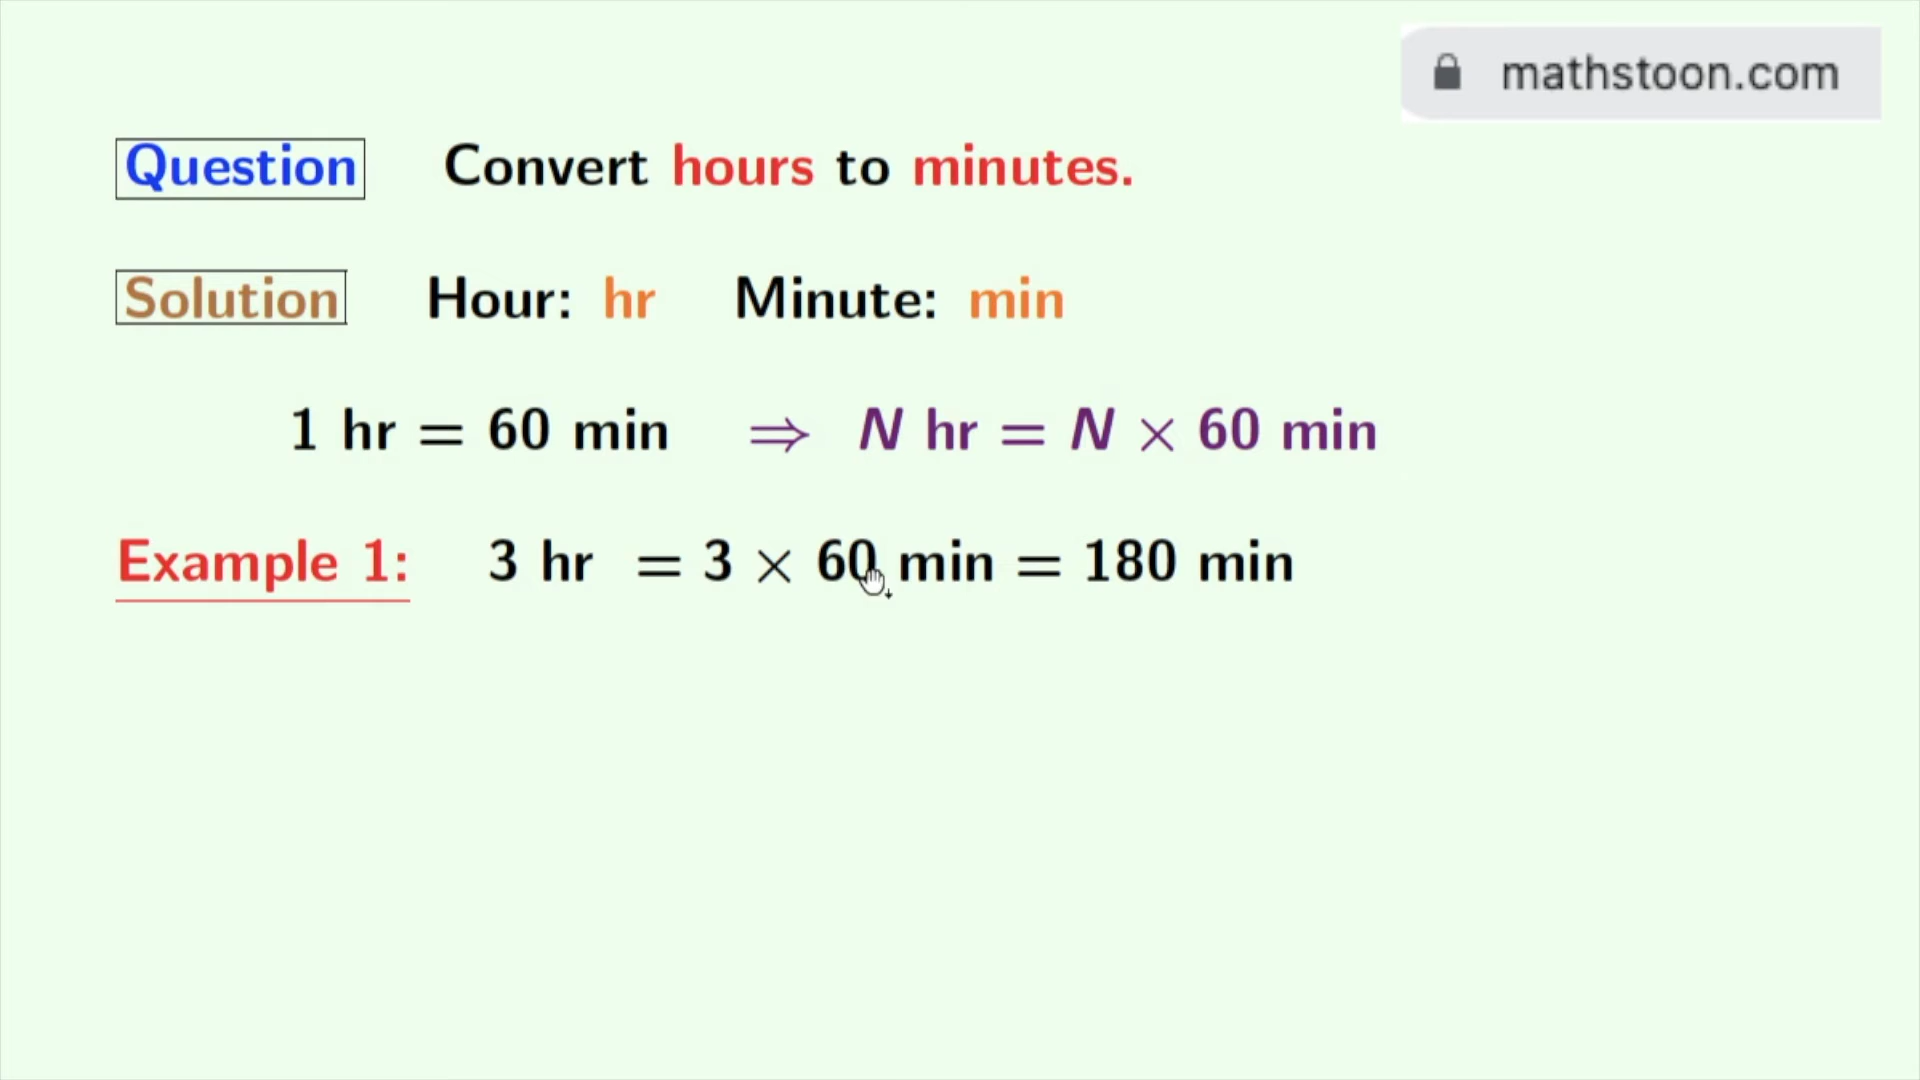 mathstoon.com
Question Convert hours to minutes.
Solution Hour: hr Minute: min
1 hr = 60 min ⇒ N hr = N × 60 min
Example 1: 3 hr = 3 × 60 min = 180 min